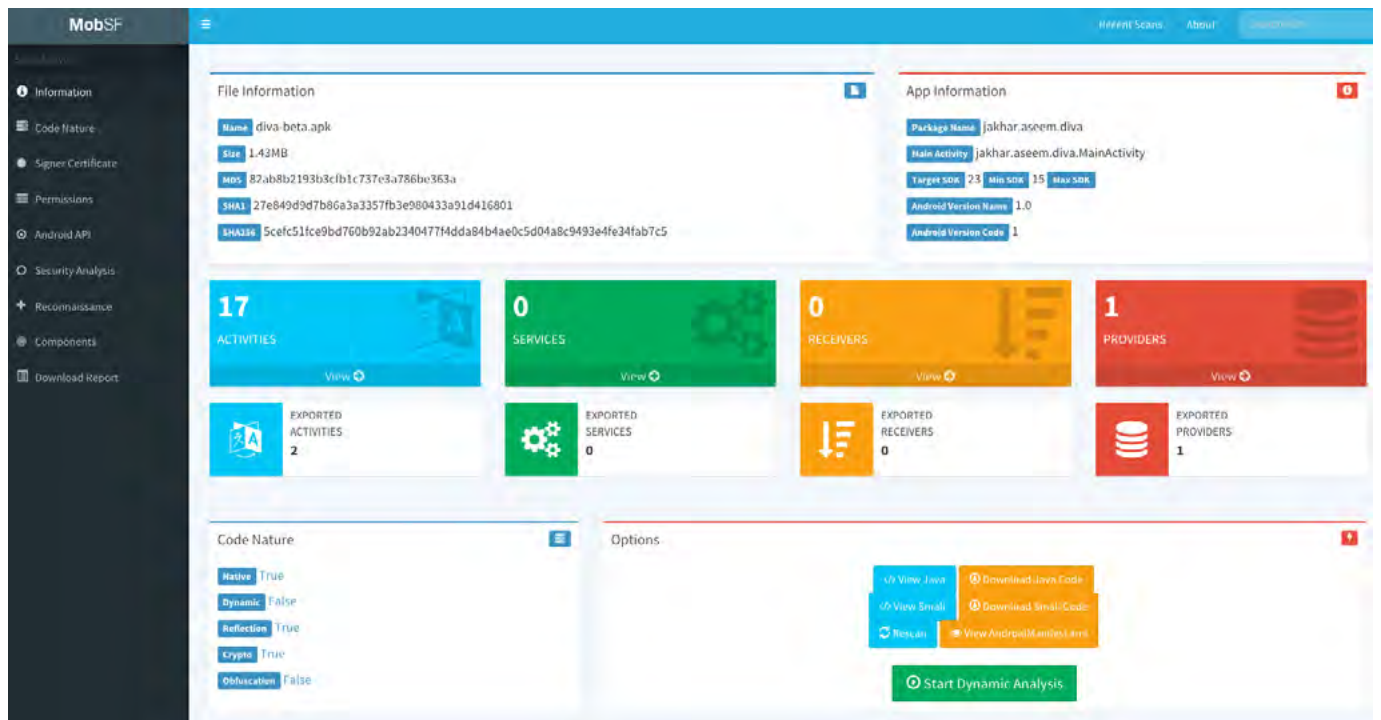 MobSF
Recent Scans About
Information
Code Nature
Signer Certificate
Permissions
Android API
Security Analysis
Reconnaissance
Components
Download Report
File Information
Name diva-beta.apk
Size 1.43MB
MD5 82ab8b2193b3cfb1c737e3a786be363a
SHA1 27e849d9d7b86a3a3357fb3e980433a91d416801
SHA256 5cefc51fce9bd760b92ab2340477f4dda84b4ae0c5d04a8c9493e4fe34fab7c5
App Information
Package Name jakhar.aseem.diva
Main Activity jakhar.aseem.diva.MainActivity
Target SDK 23 Min SDK 15 Max SDK
Android Version Name 1.0
Android Version Code 1
17
ACTIVITIES
View
0
SERVICES
View
0
RECEIVERS
View
1
PROVIDERS
View
EXPORTED
ACTIVITIES
2
EXPORTED
SERVICES
0
EXPORTED
RECEIVERS
0
EXPORTED
PROVIDERS
1
Code Nature
Native True
Dynamic False
Reflection True
Crypto True
Obfuscation False
Options
View Java Download Java Code
View Smali Download Smali Code
Rescan View AndroidManifest.xml
Start Dynamic Analysis